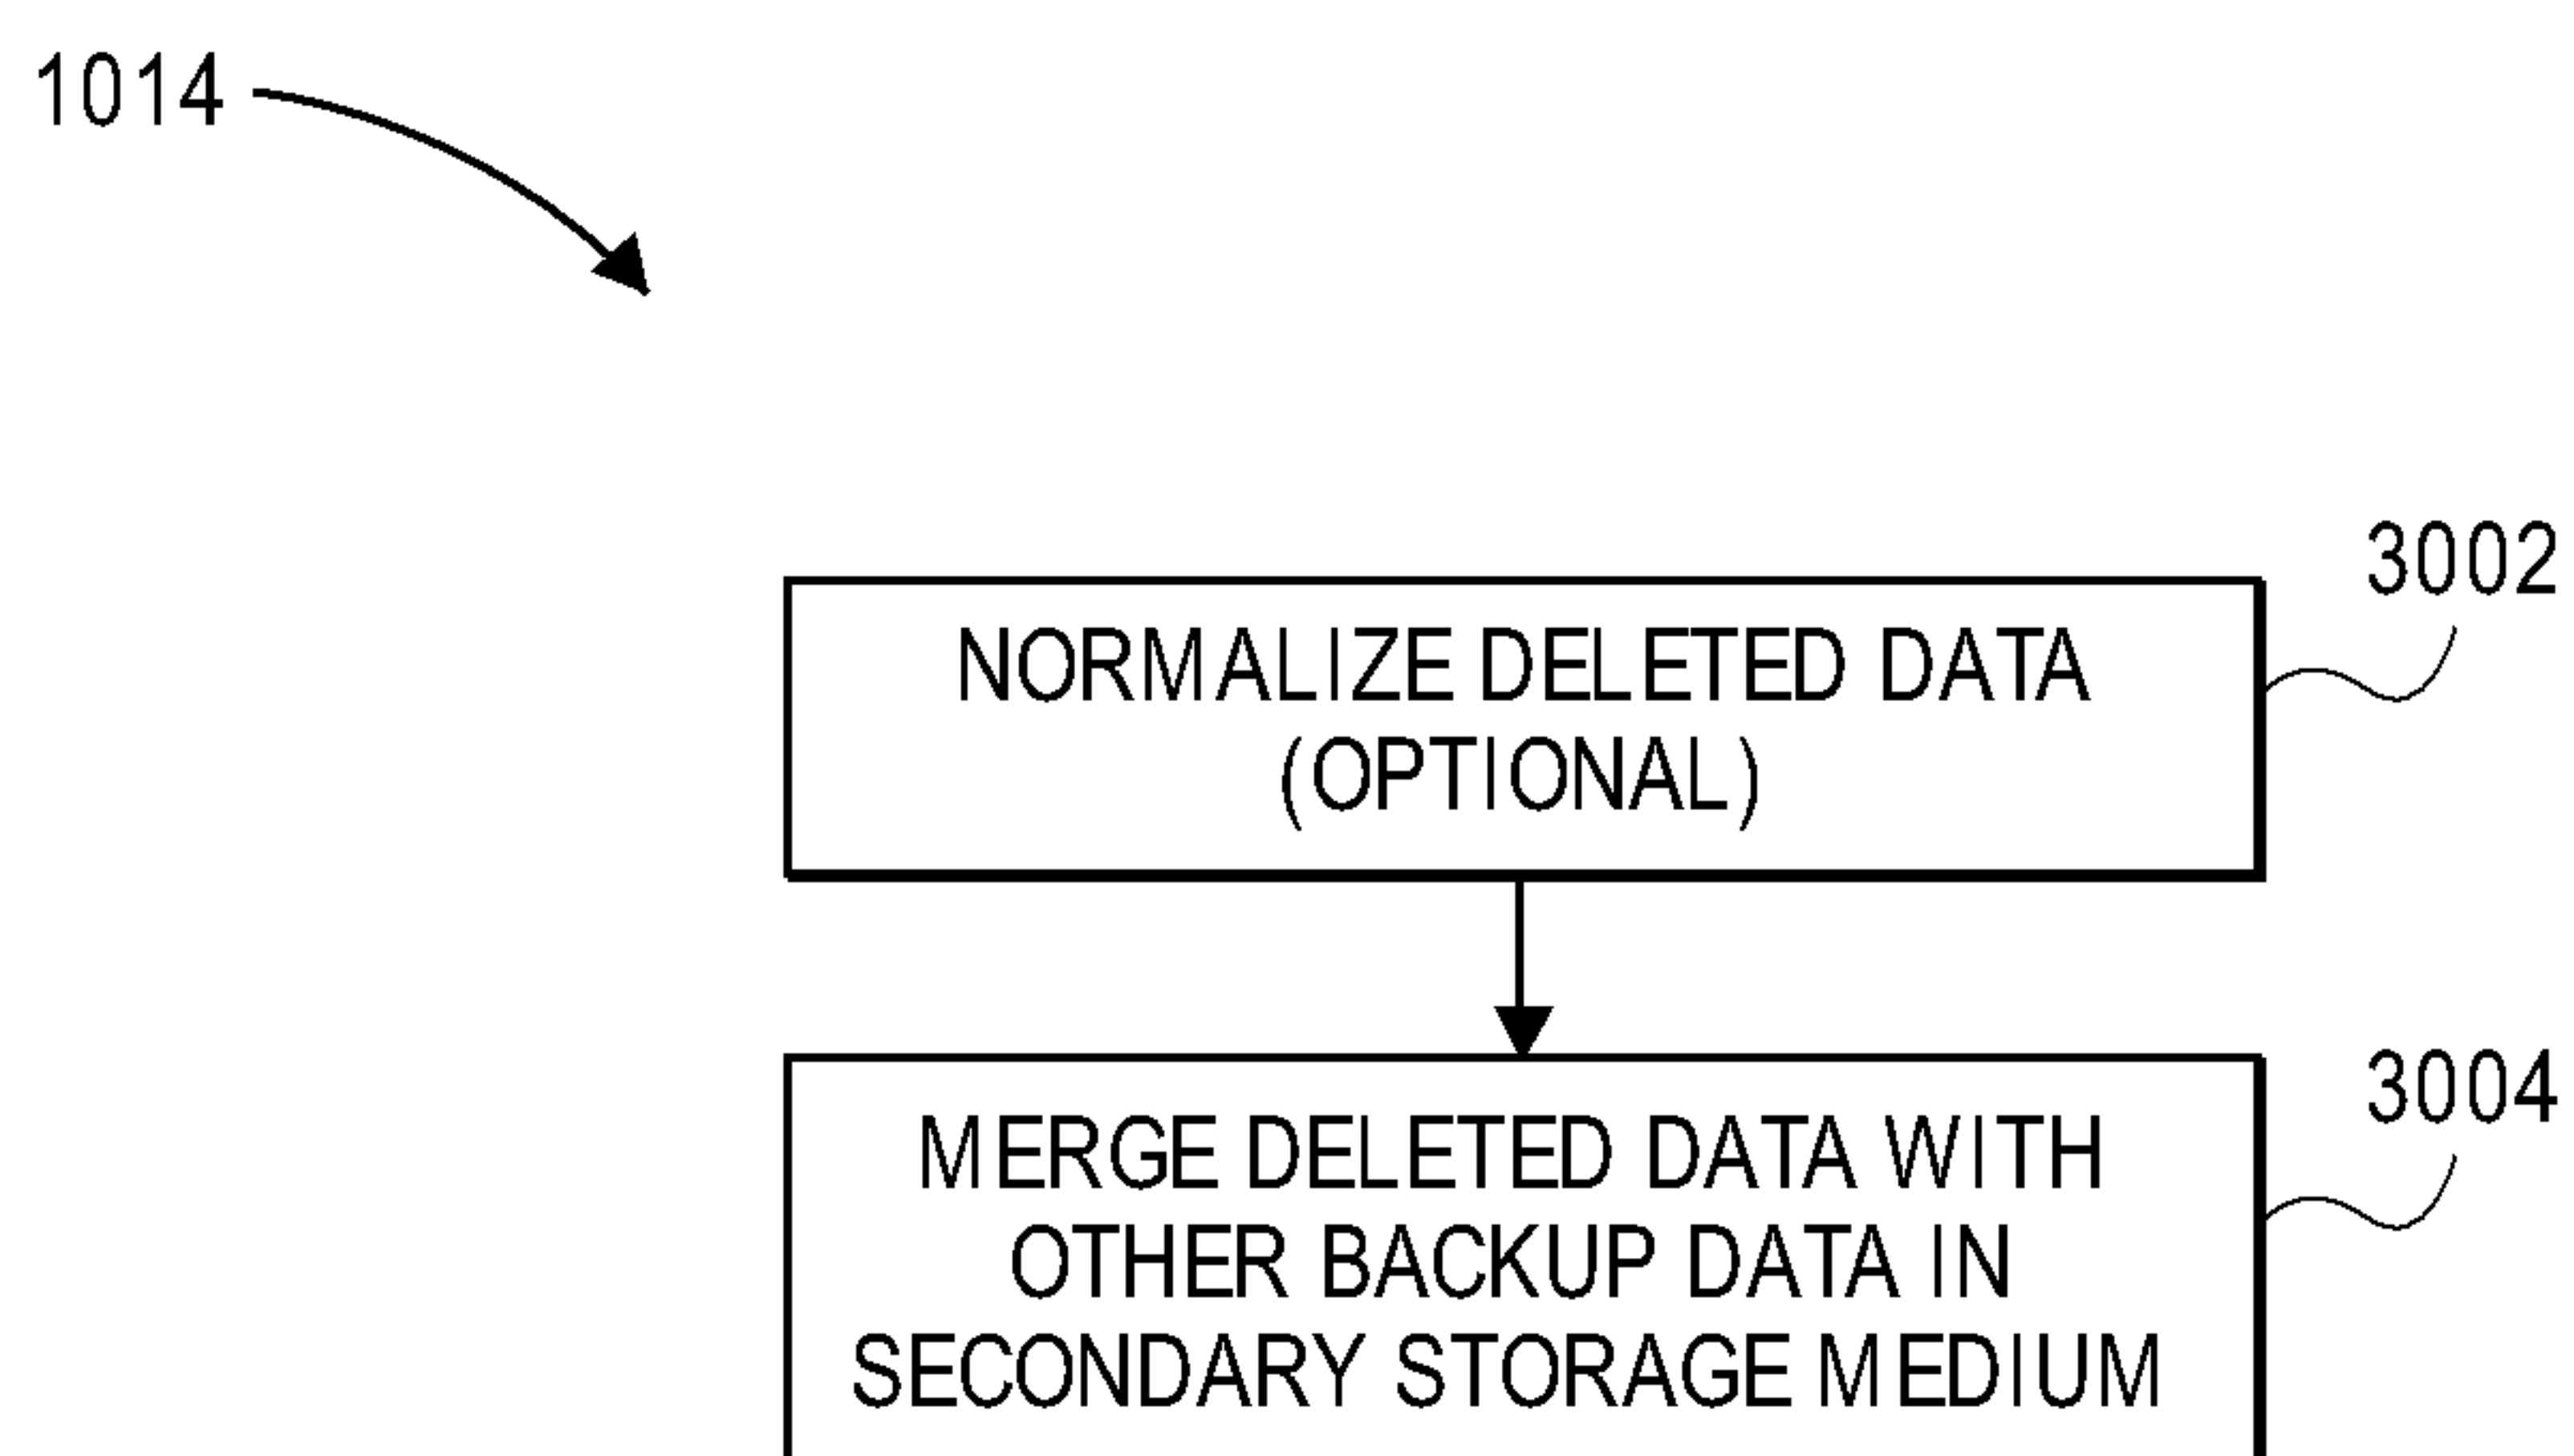 1014
3002
NORMALIZE DELETED DATA
(OPTIONAL)
3004
MERGE DELETED DATA WITH
OTHER BACKUP DATA IN
SECONDARY STORAGE MEDIUM